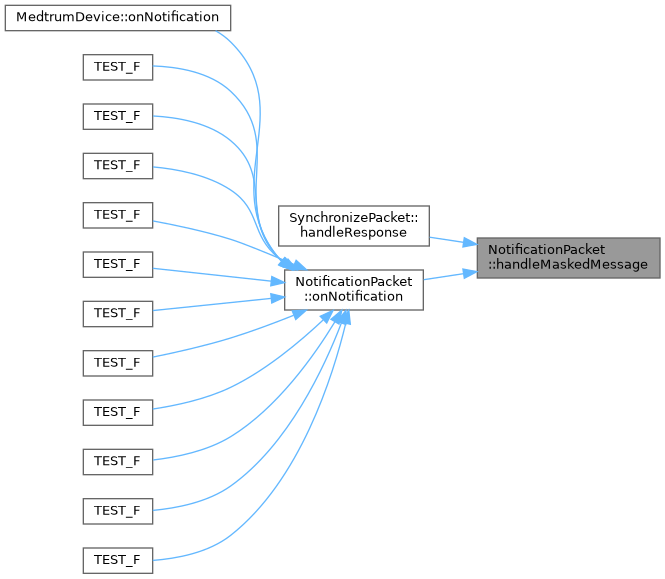 MedtrumDevice::onNotification
TEST_F
TEST_F
TEST_F
TEST_F
TEST_F
TEST_F
TEST_F
TEST_F
TEST_F
TEST_F
TEST_F
SynchronizePacket::
handleResponse
NotificationPacket
::onNotification
NotificationPacket
::handleMaskedMessage